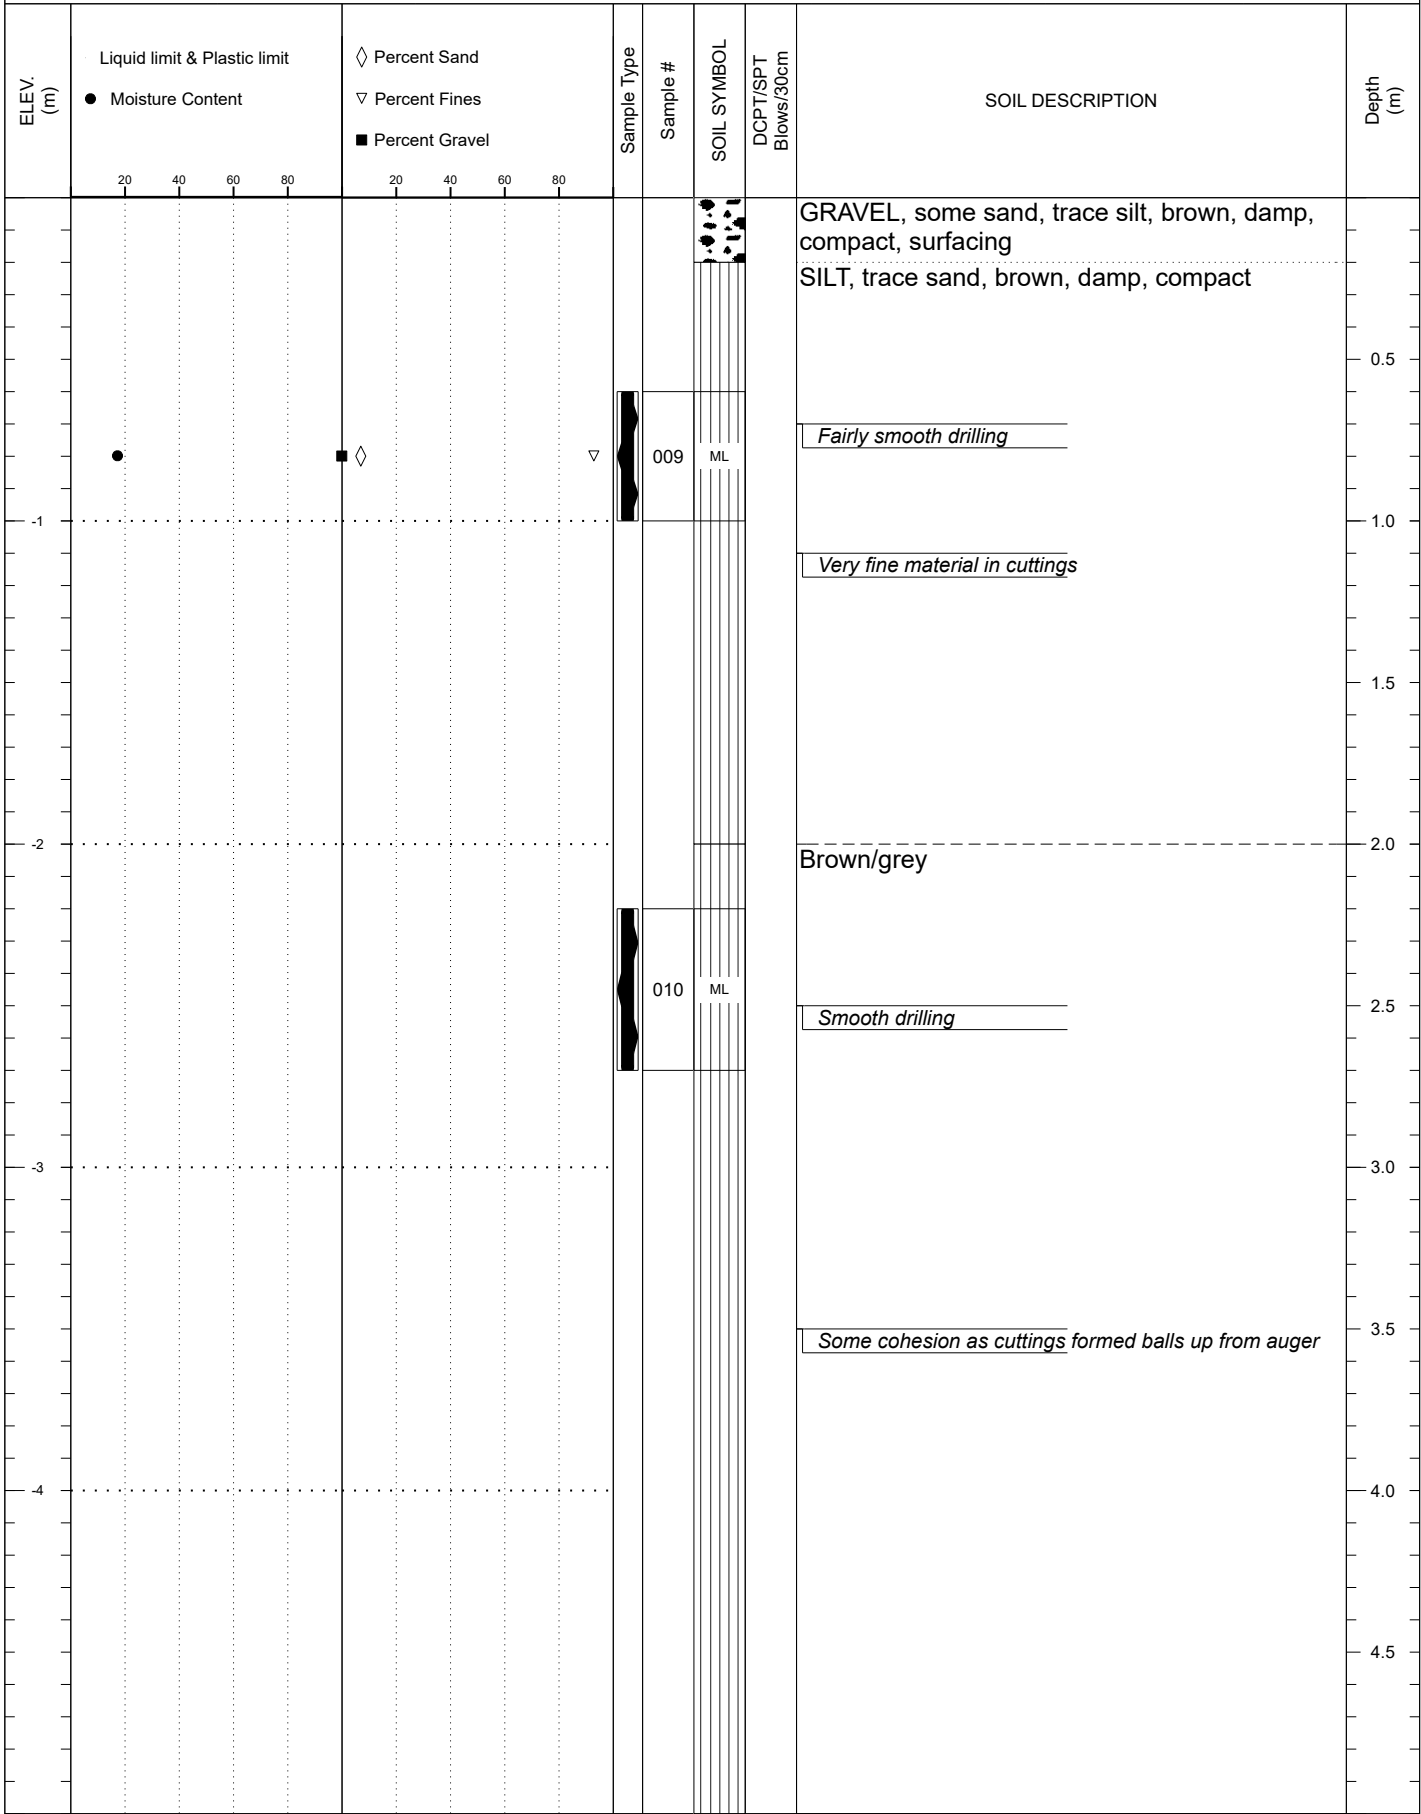 ELEV.
(m)
Liquid limit & Plastic limit
Moisture Content
Percent Sand
Percent Fines
Percent Gravel
Sample Type
Sample #
SOIL SYMBOL
DCPT/SPT
Blows/30cm
SOIL DESCRIPTION
Depth
(m)
20 40 60 80 20 40 60 80
GRAVEL, some sand, trace silt, brown, damp,
compact, surfacing
SILT, trace sand, brown, damp, compact
0.5
Fairly smooth drilling
009 ML
-1 1.0
Very fine material in cuttings
1.5
-2 2.0
Brown/grey
010 ML
2.5
Smooth drilling
-3 3.0
3.5
Some cohesion as cuttings formed balls up from auger
-4 4.0
4.5